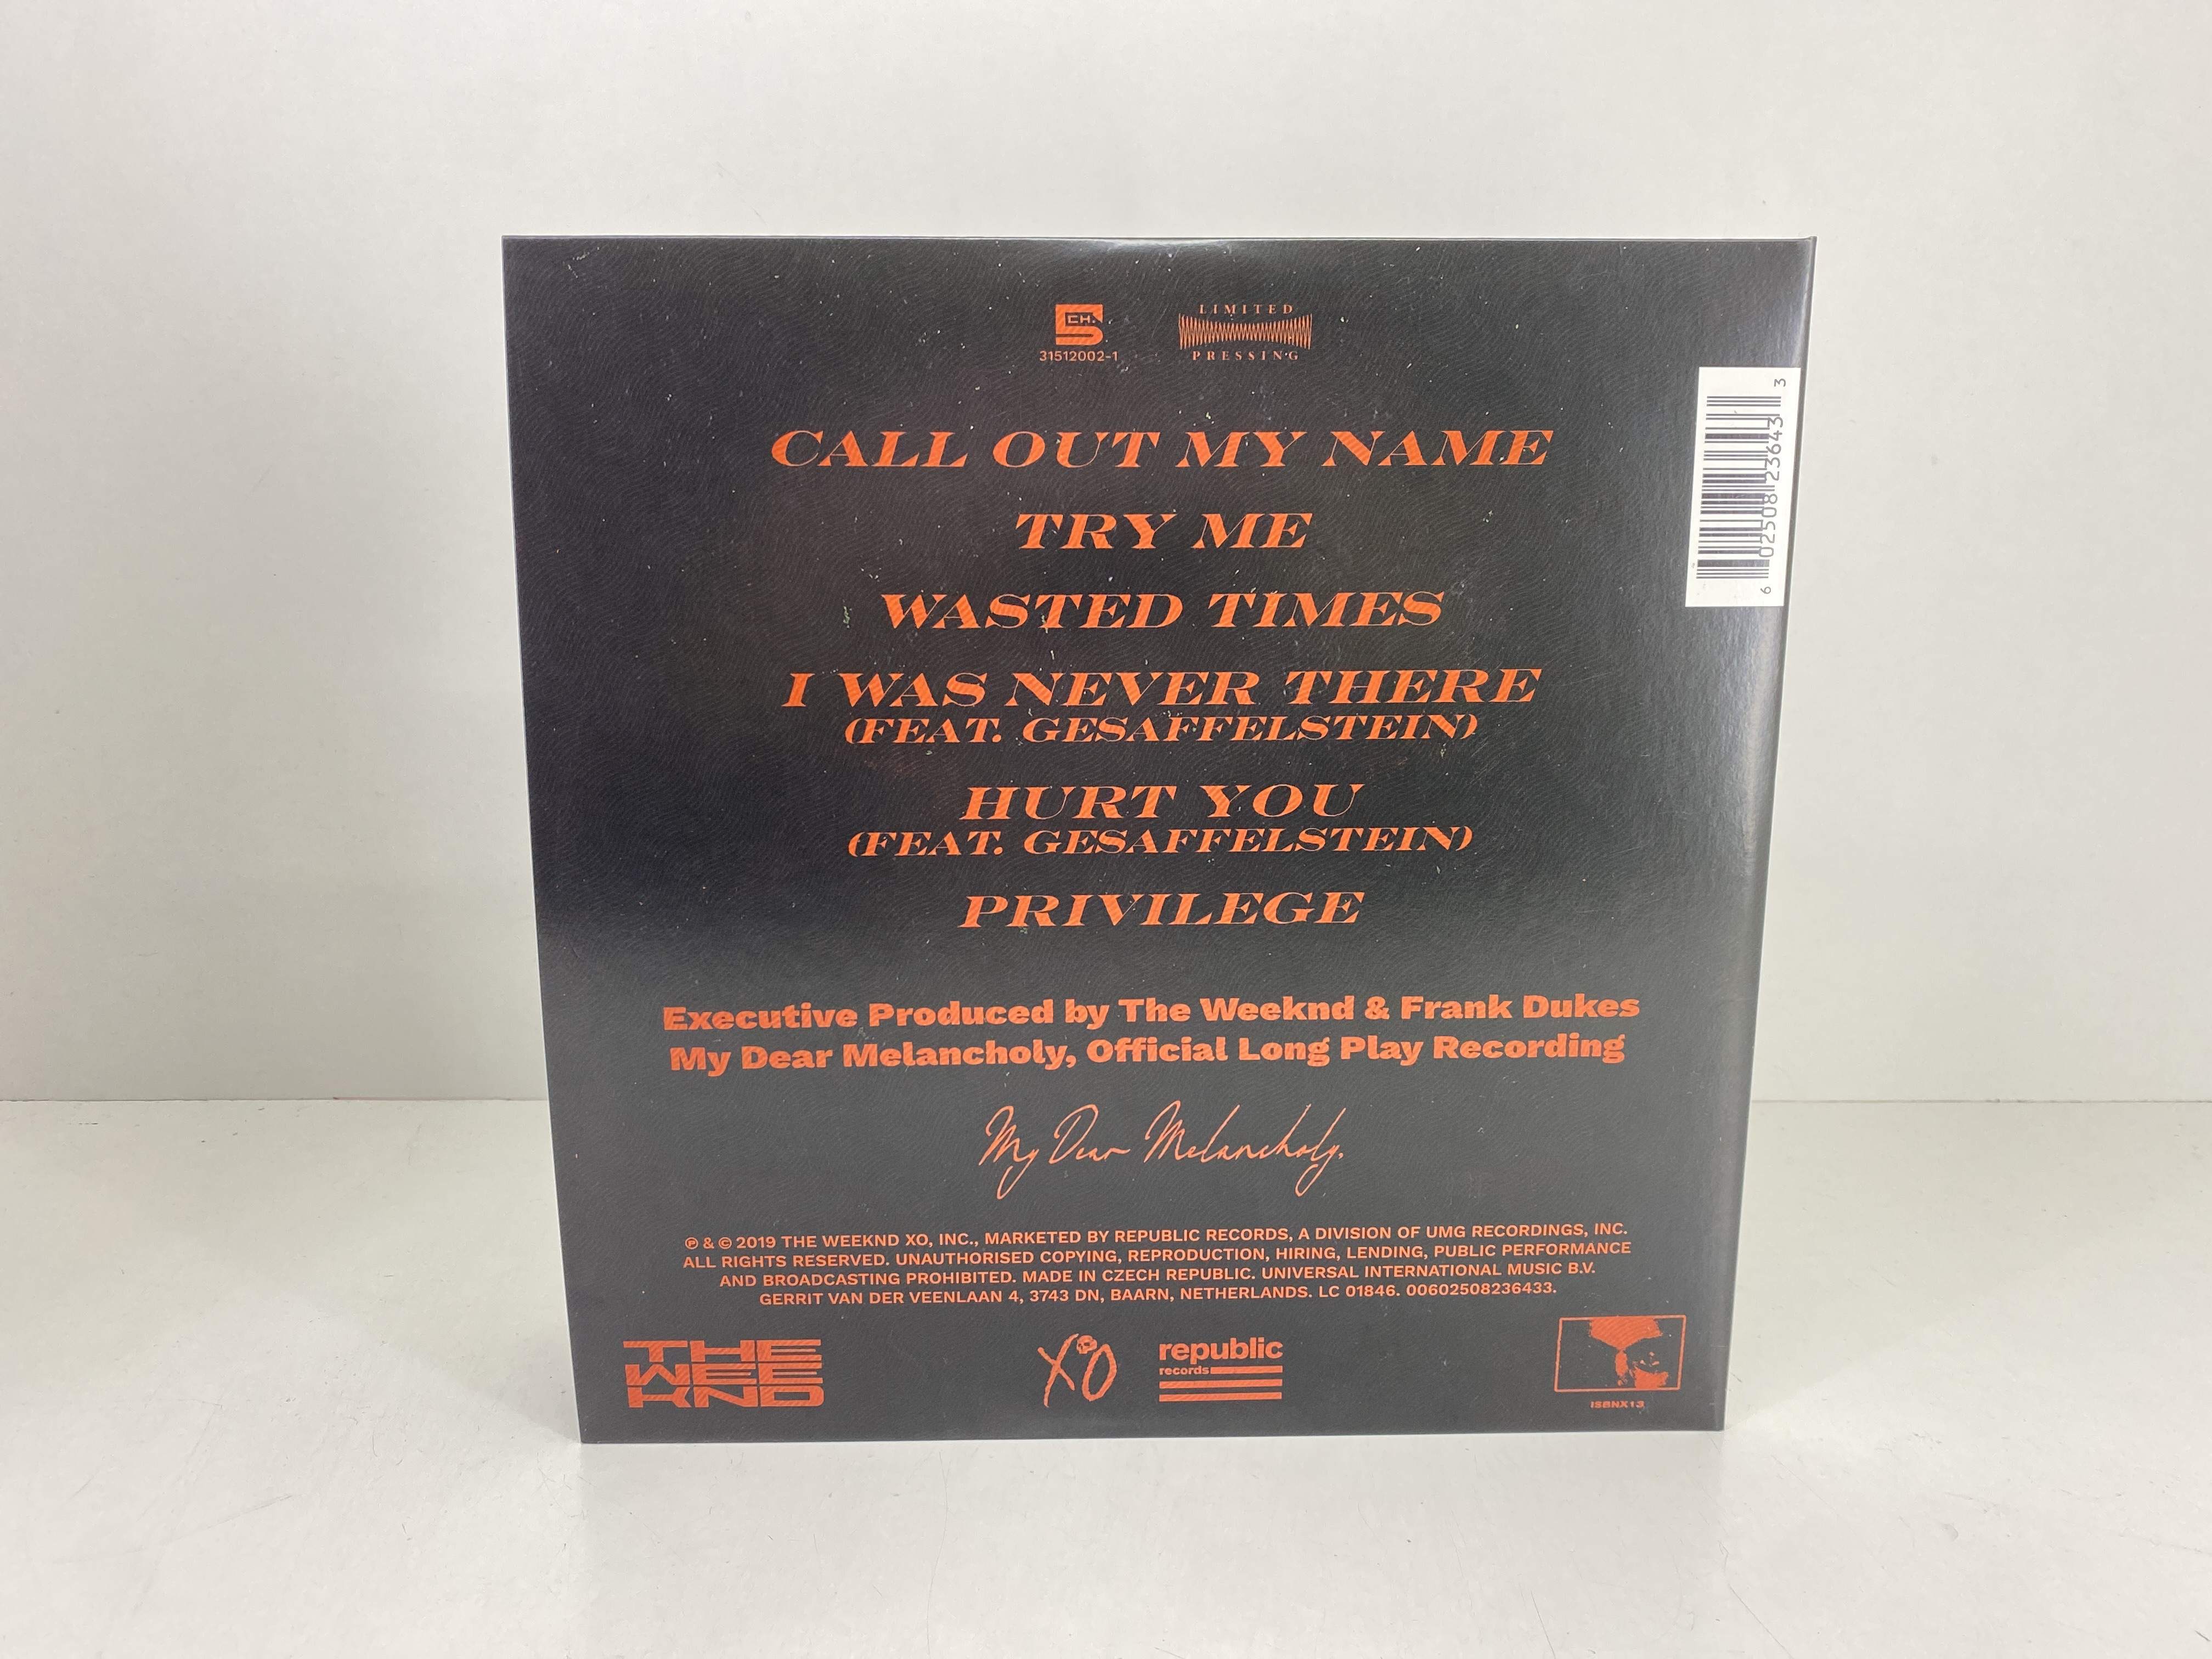 5 CH.
31512002-1
LIMITED
PRESSING
CALL OUT MY NAME
TRY ME
WASTED TIMES
I WAS NEVER THERE
(FEAT. GESAFFELSTEIN)
HURT YOU
(FEAT. GESAFFELSTEIN)
PRIVILEGE
6 02508 23643 3
Executive Produced by The Weeknd & Frank Dukes
My Dear Melancholy, Official Long Play Recording
My Dear Melancholy,
℗ & © 2019 THE WEEKND XO, INC., MARKETED BY REPUBLIC RECORDS, A DIVISION OF UMG RECORDINGS, INC.
ALL RIGHTS RESERVED. UNAUTHORISED COPYING, REPRODUCTION, HIRING, LENDING, PUBLIC PERFORMANCE
AND BROADCASTING PROHIBITED. MADE IN CZECH REPUBLIC. UNIVERSAL INTERNATIONAL MUSIC B.V.
GERRIT VAN DER VEENLAAN 4, 3743 DN, BAARN, NETHERLANDS. LC 01846. 00602508236433.
THE
WEE
KND
XO
republic
records
ISBNX13